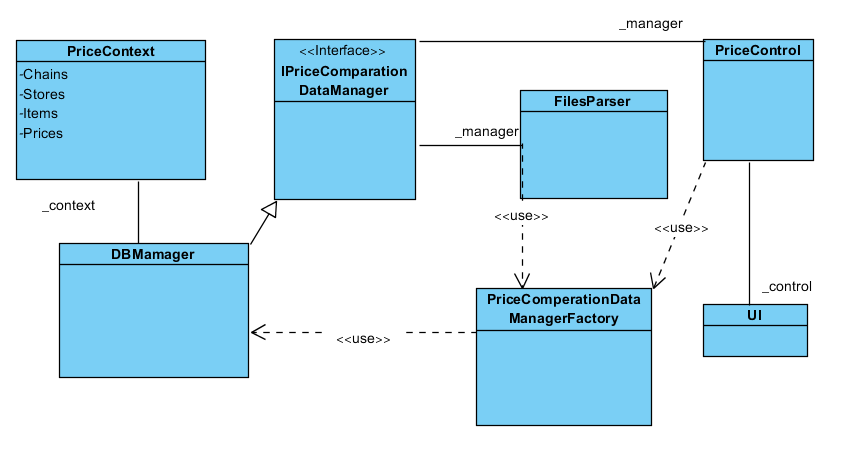 _manager
PriceContext
-Chains
-Stores
-Items
-Prices
<<Interface>>
IPriceComparation
DataManager
PriceControl
FilesParser
_manager
_context
<<use>>
<<use>>
DBMamager
_control
PriceComperationData
ManagerFactory
UI
<<use>>